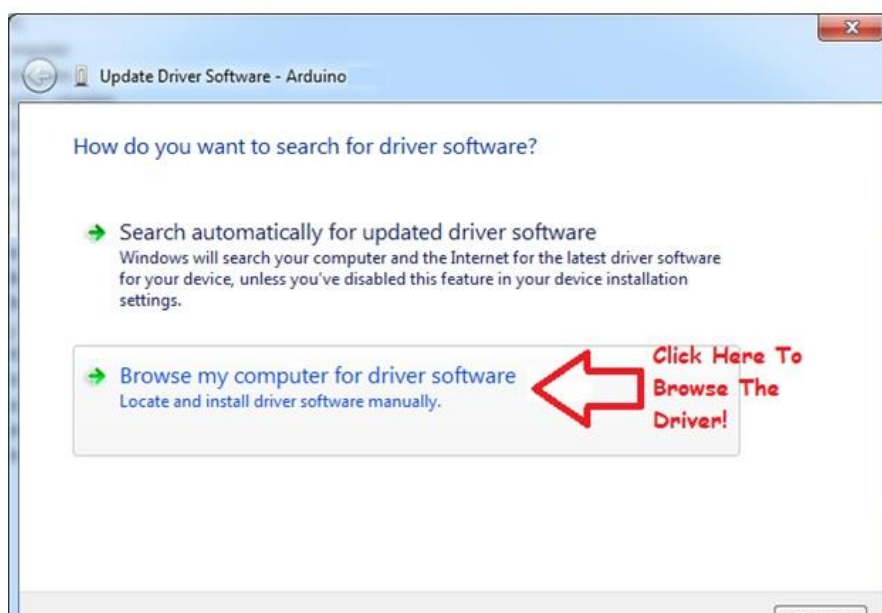 Update Driver Software - Arduino
How do you want to search for driver software?
Search automatically for updated driver software
Windows will search your computer and the Internet for the latest driver software
for your device, unless you've disabled this feature in your device installation
settings.
Browse my computer for driver software
Locate and install driver software manually.
Click Here To
Browse The
Driver!